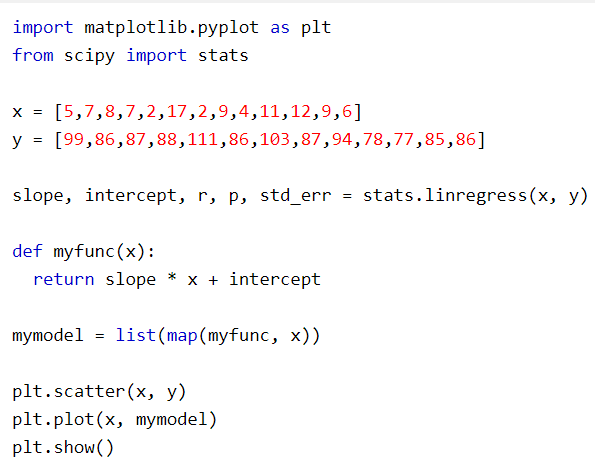 import matplotlib.pyplot as plt
from scipy import stats

x = [5,7,8,7,2,17,2,9,4,11,12,9,6]
y = [99,86,87,88,111,86,103,87,94,78,77,85,86]

slope, intercept, r, p, std_err = stats.linregress(x, y)

def myfunc(x):
  return slope * x + intercept

mymodel = list(map(myfunc, x))

plt.scatter(x, y)
plt.plot(x, mymodel)
plt.show()